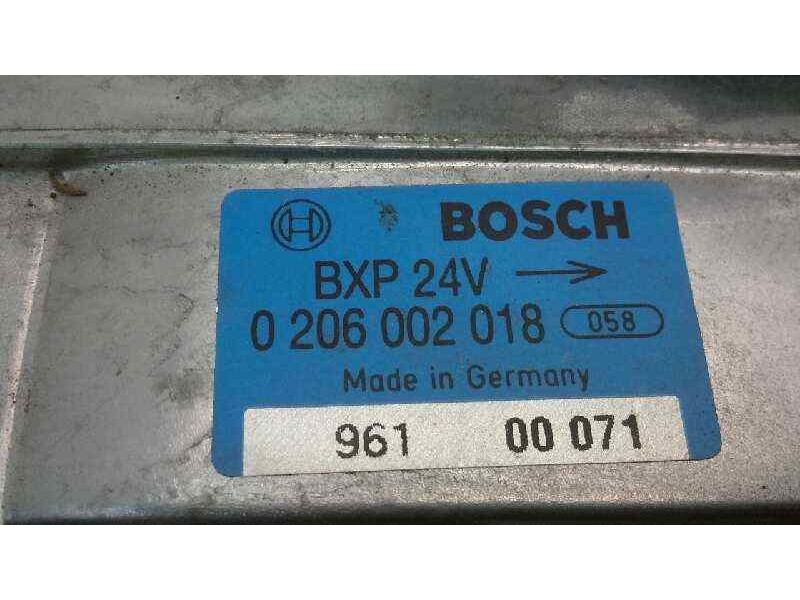 BOSCH
BXP 24V →
0 206 002 018 058
Made in Germany
961 00 071